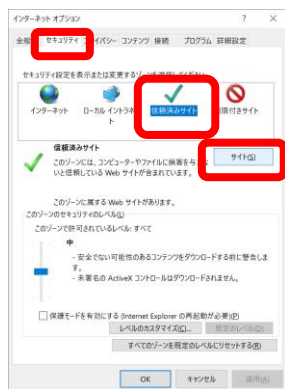 インターネット オプション ? ×
全般 セキュリティ プライバシー コンテンツ 接続 プログラム 詳細設定
セキュリティ設定を表示または変更するゾーンを選択してください。
インターネット ローカル イントラネット 信頼済みサイト 制限付きサイト
信頼済みサイト
サイト(S)
このゾーンには、コンピューターやファイルに損害を与え
いと信頼している Web サイトが含まれています。
このゾーンに属する Web サイトがあります。
このゾーンのセキュリティのレベル(L)
このゾーンで許可されているレベル: すべて
中
- 安全でない可能性のあるコンテンツをダウンロードする前に警告しま
す。
- 未署名の ActiveX コントロールはダウンロードされません。
保護モードを有効にする (Internet Explorer の再起動が必要)(P)
レベルのカスタマイズ(C)... 既定のレベル(D)
すべてのゾーンを既定のレベルにリセットする(R)
OK キャンセル 適用(A)